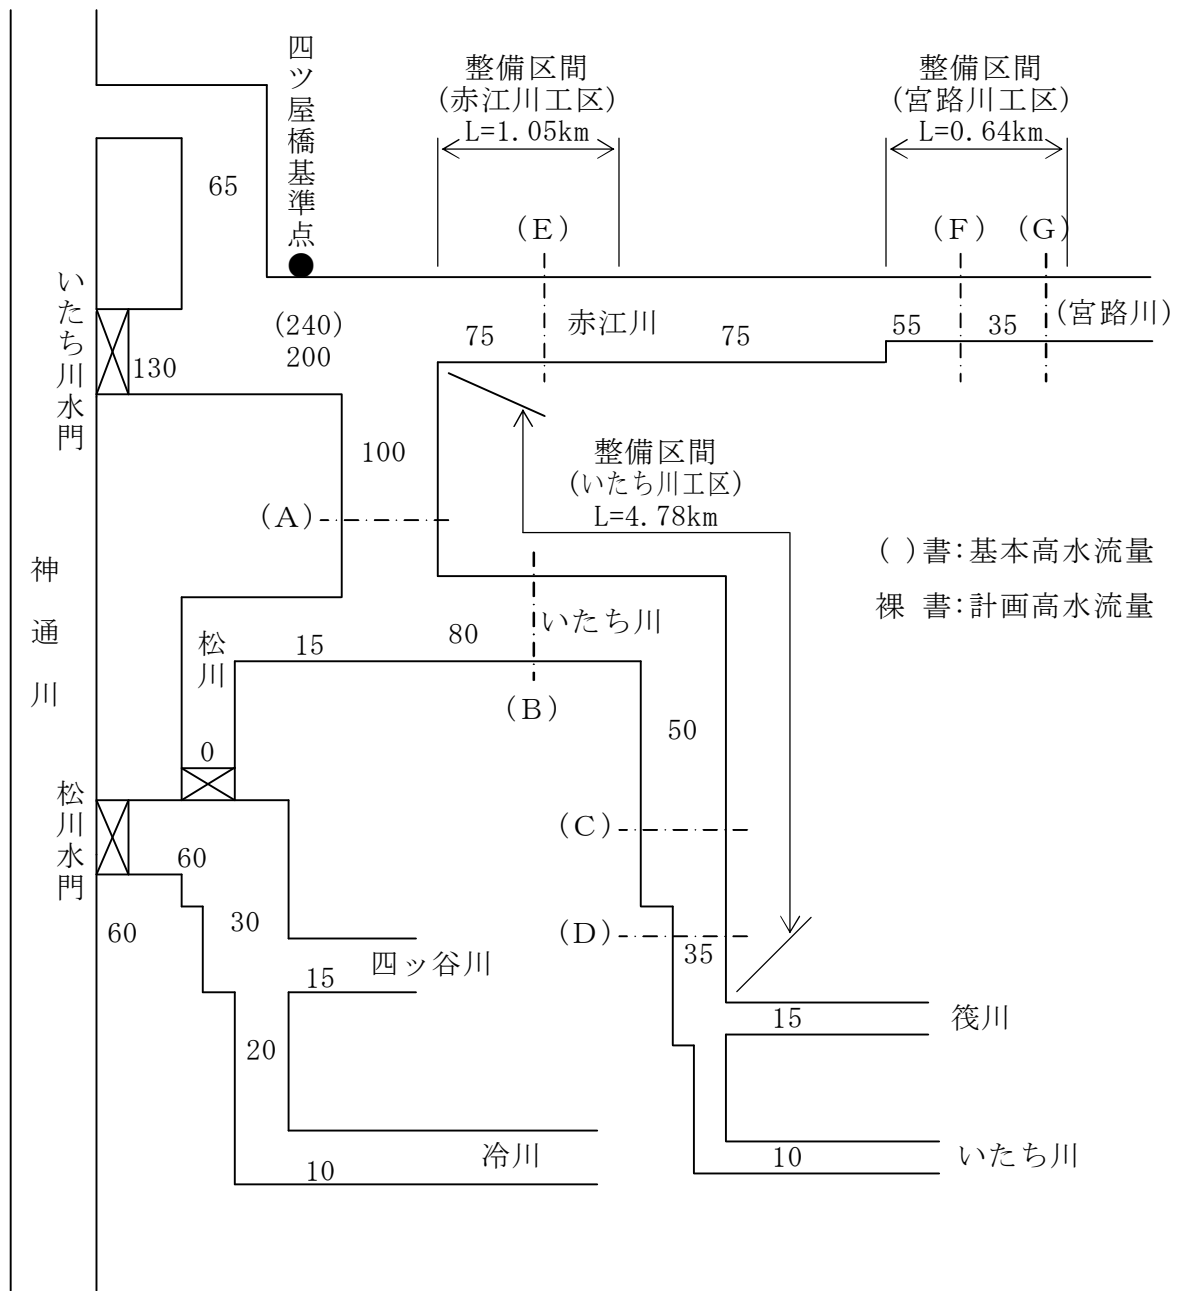 四ツ屋橋基準点
整備区間
(赤江川工区)
L=1.05km
整備区間
(宮路川工区)
L=0.64km
65
(E)
(F)
(G)
いたち川水門
(240)
200
75
赤江川
75
55
35
(宮路川)
130
100
整備区間
(いたち川工区)
L=4.78km
(A)
( )書:基本高水流量
裸 書:計画高水流量
神通川
松川
15
80
いたち川
(B)
50
0
松川水門
(C)
60
60
30
(D)
35
四ッ谷川
15
15
筏川
20
冷川
10
10
いたち川